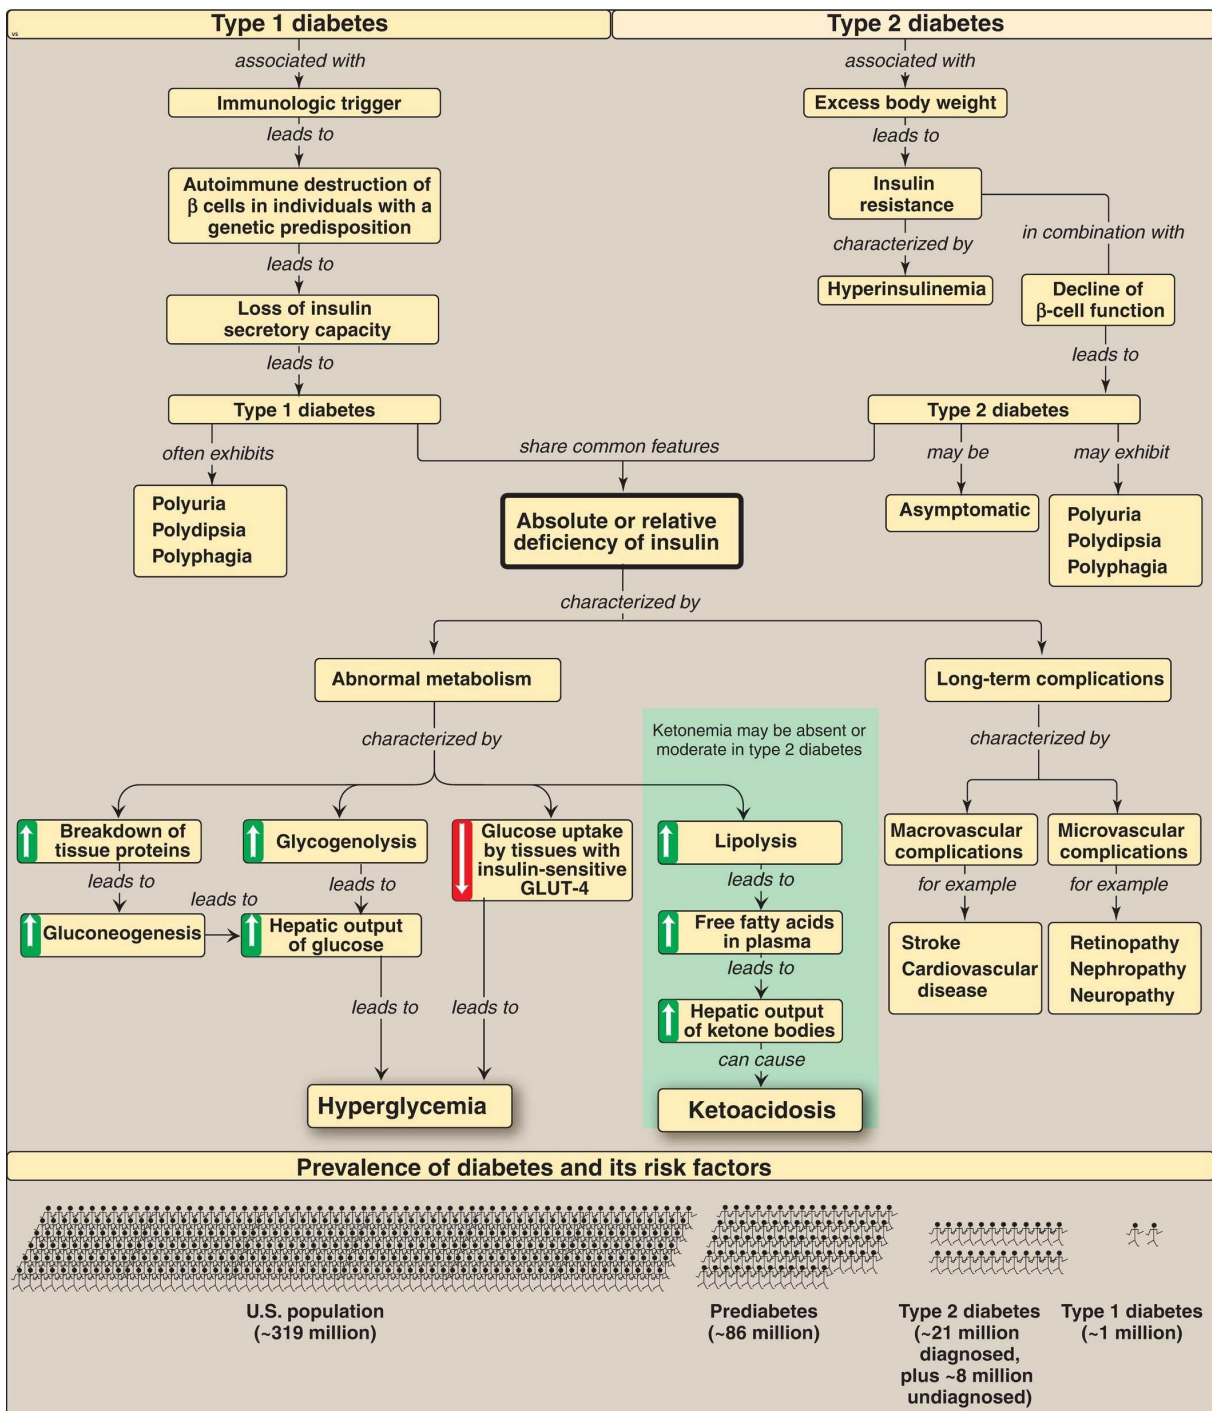 Type 1 diabetes
vs
Type 2 diabetes
associated with
Immunologic trigger
leads to
Autoimmune destruction of
β cells in individuals with a
genetic predisposition
leads to
Loss of insulin
secretory capacity
leads to
Type 1 diabetes
often exhibits
Polyuria
Polydipsia
Polyphagia
associated with
Excess body weight
leads to
Insulin
resistance
characterized by
Hyperinsulinemia
in combination with
Decline of
β-cell function
leads to
Type 2 diabetes
may be
Asymptomatic
may exhibit
Polyuria
Polydipsia
Polyphagia
share common features
Absolute or relative
deficiency of insulin
characterized by
Abnormal metabolism
characterized by
Breakdown of
tissue proteins
leads to
Gluconeogenesis
leads to
Glycogenolysis
leads to
Hepatic output
of glucose
leads to
Glucose uptake
by tissues with
insulin-sensitive
GLUT-4
leads to
Hyperglycemia
Ketonemia may be absent or
moderate in type 2 diabetes
Lipolysis
leads to
Free fatty acids
in plasma
leads to
Hepatic output
of ketone bodies
can cause
Ketoacidosis
Long-term complications
characterized by
Macrovascular
complications
for example
Stroke
Cardiovascular
disease
Microvascular
complications
for example
Retinopathy
Nephropathy
Neuropathy
Prevalence of diabetes and its risk factors
U.S. population
(~319 million)
Prediabetes
(~86 million)
Type 2 diabetes
(~21 million
diagnosed,
plus ~8 million
undiagnosed)
Type 1 diabetes
(~1 million)